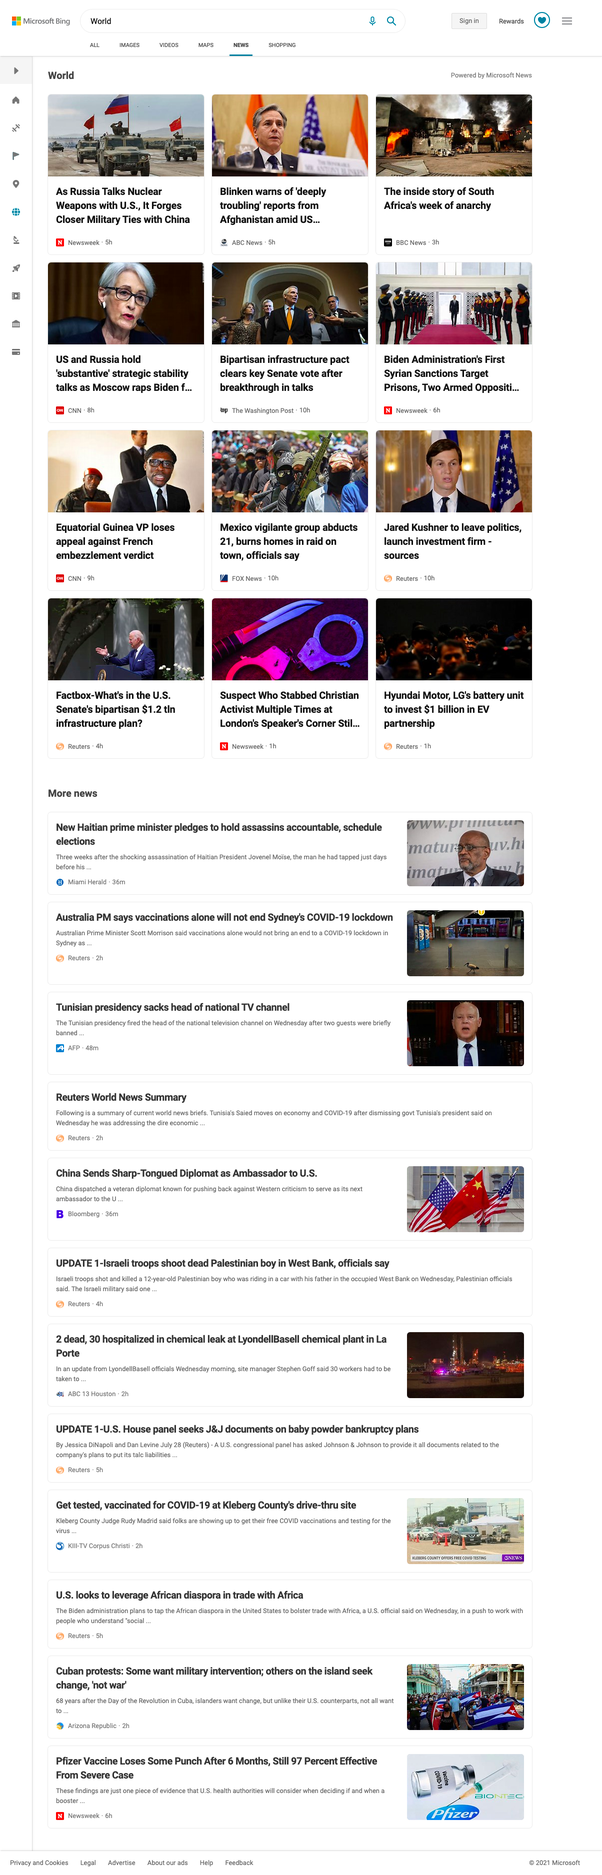 Microsoft Bing
World
Sign in
Rewards
ALL IMAGES VIDEOS MAPS NEWS SHOPPING
World
Powered by Microsoft News
As Russia Talks Nuclear
Weapons with U.S., It Forges
Closer Military Ties with China
Newsweek · 5h
Blinken warns of 'deeply
troubling' reports from
Afghanistan amid US...
ABC News · 5h
The inside story of South
Africa's week of anarchy
BBC News · 3h
US and Russia hold
'substantive' strategic stability
talks as Moscow raps Biden f...
CNN · 8h
Bipartisan infrastructure pact
clears key Senate vote after
breakthrough in talks
wp The Washington Post · 10h
Biden Administration's First
Syrian Sanctions Target
Prisons, Two Armed Oppositi...
Newsweek · 6h
Equatorial Guinea VP loses
appeal against French
embezzlement verdict
CNN · 9h
Mexico vigilante group abducts
21, burns homes in raid on
town, officials say
FOX News · 10h
Jared Kushner to leave politics,
launch investment firm -
sources
Reuters · 10h
Factbox-What's in the U.S.
Senate's bipartisan $1.2 tln
infrastructure plan?
Reuters · 4h
Suspect Who Stabbed Christian
Activist Multiple Times at
London's Speaker's Corner Stil...
Newsweek · 1h
Hyundai Motor, LG's battery unit
to invest $1 billion in EV
partnership
Reuters · 1h
More news
New Haitian prime minister pledges to hold assassins accountable, schedule
elections
Three weeks after the shocking assassination of Haitian President Jovenel Moïse, the man he had tapped just days
before his ...
Miami Herald · 36m
Australia PM says vaccinations alone will not end Sydney's COVID-19 lockdown
Australian Prime Minister Scott Morrison said vaccinations alone would not bring an end to a COVID-19 lockdown in
Sydney as ...
Reuters · 2h
Tunisian presidency sacks head of national TV channel
The Tunisian presidency fired the head of the national television channel on Wednesday after two guests were briefly
banned ...
AFP · 48m
Reuters World News Summary
Following is a summary of current world news briefs. Tunisia's Saied moves on economy and COVID-19 after dismissing govt Tunisia's president said on
Wednesday he was addressing the dire economic ...
Reuters · 2h
China Sends Sharp-Tongued Diplomat as Ambassador to U.S.
China dispatched a veteran diplomat known for pushing back against Western criticism to serve as its next
ambassador to the U ...
B Bloomberg · 36m
UPDATE 1-Israeli troops shoot dead Palestinian boy in West Bank, officials say
Israeli troops shot and killed a 12-year-old Palestinian boy who was riding in a car with his father in the occupied West Bank on Wednesday, Palestinian officials
said. The Israeli military said one ...
Reuters · 4h
2 dead, 30 hospitalized in chemical leak at LyondellBasell chemical plant in La
Porte
In an update from LyondellBasell officials Wednesday morning, site manager Stephen Goff said 30 workers had to be
taken to ...
ABC 13 Houston · 2h
UPDATE 1-U.S. House panel seeks J&J documents on baby powder bankruptcy plans
By Jessica DiNapoli and Dan Levine July 28 (Reuters) - A U.S. congressional panel has asked Johnson & Johnson to provide it all documents related to the
company's plans to put its talc liabilities ...
Reuters · 5h
Get tested, vaccinated for COVID-19 at Kleberg County's drive-thru site
Kleberg County Judge Rudy Madrid said folks are showing up to get their free COVID vaccinations and testing for the
virus ...
KIII-TV Corpus Christi · 2h
KLEBERG COUNTY OFFERS FREE COVID TESTING
3NEWS
U.S. looks to leverage African diaspora in trade with Africa
The Biden administration plans to tap the African diaspora in the United States to bolster trade with Africa, a U.S. official said on Wednesday, in a push to work with
people who understand "social ...
Reuters · 5h
Cuban protests: Some want military intervention; others on the island seek
change, 'not war'
68 years after the Day of the Revolution in Cuba, islanders want change, but unlike their U.S. counterparts, not all want
to ...
Arizona Republic · 2h
Pfizer Vaccine Loses Some Punch After 6 Months, Still 97 Percent Effective
From Severe Case
These findings are just one piece of evidence that U.S. health authorities will consider when deciding if and when a
booster ...
Newsweek · 6h
BIONTEC
Pfizer
Privacy and Cookies Legal Advertise About our ads Help Feedback
© 2021 Microsoft